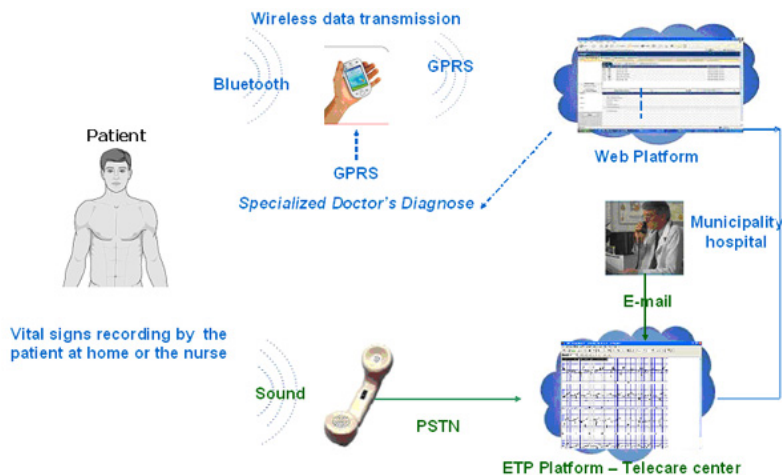 Wireless data transmission
GPRS
Bluetooth
Patient
GPRS
Specialized Doctor's Diagnose
Web Platform
Municipality
hospital
E-mail
Vital signs recording by the
patient at home or the nurse
Sound
PSTN
ETP Platform – Telecare center